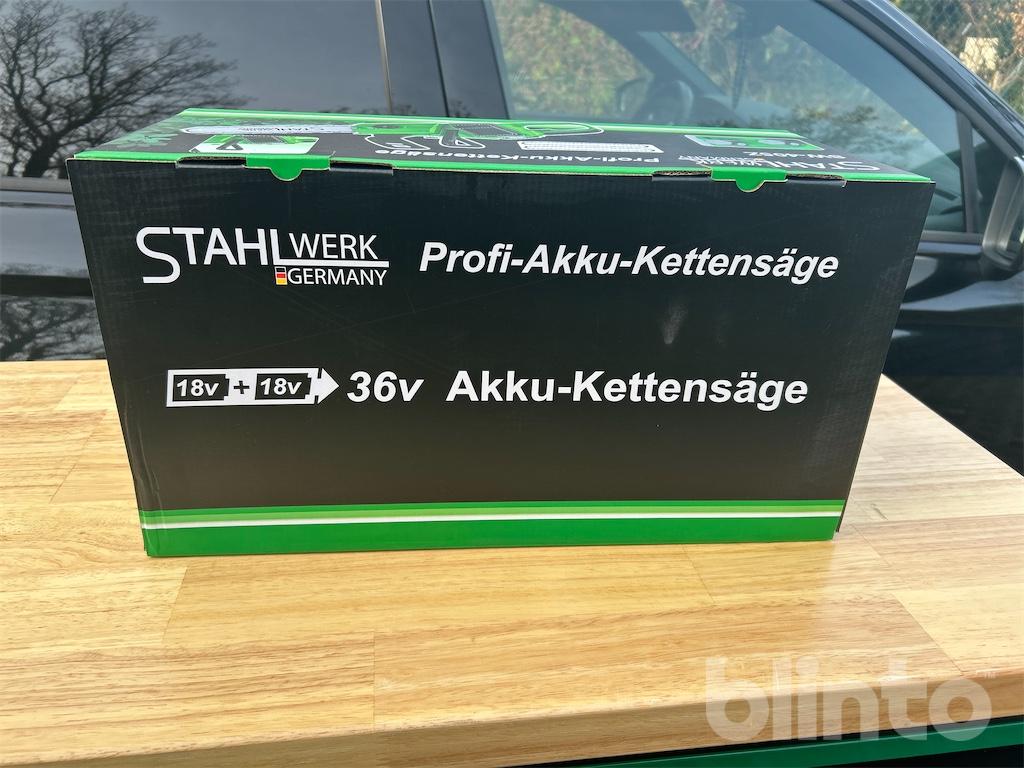 Profi-Akku-Kettensäge
STAHLWERK
GERMANY
Profi-Akku-Kettensäge
18v + 18v 36v Akku-Kettensäge
blinto